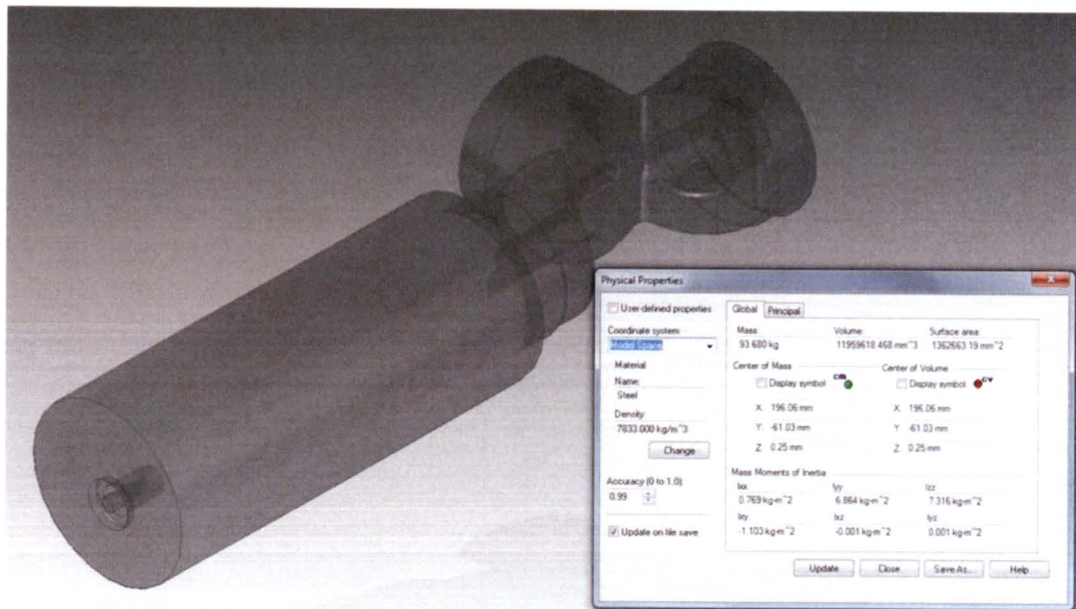 Physical Properties
User-defined properties
Coordinate system:
Model Space
Material
Name:
Steel
Density:
7833.000 kg/m^3
Change
Accuracy (0 to 1.0):
0.99
Update on file save
Global Principal
Mass: Volume: Surface area:
93.680 kg 11959618.468 mm^3 1362663.19 mm^2
Center of Mass Center of Volume
Display symbol CM Display symbol CV
X: 196.06 mm X: 196.06 mm
Y: -61.03 mm Y: -61.03 mm
Z: 0.25 mm Z: 0.25 mm
Mass Moments of Inertia
Ixx: Iyy: Izz:
0.769 kg-m^2 6.864 kg-m^2 7.316 kg-m^2
Ixy: Ixz: Iyz:
-1.103 kg-m^2 -0.001 kg-m^2 0.001 kg-m^2
Update Close Save As... Help